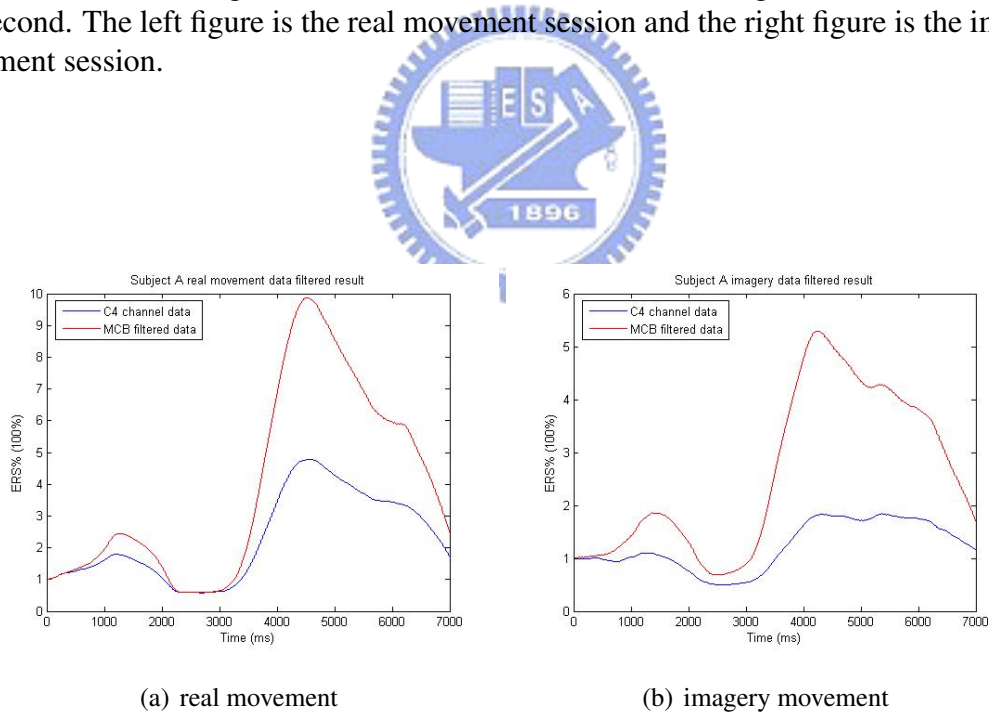 econd. The left figure is the real movement session and the right figure is the in
ment session.
E S A
1896
Subject A real movement data filtered result
10
9
8
7
6
5
4
3
2
1
0
ERS% (100%)
C4 channel data
MCB filtered data
0 1000 2000 3000 4000 5000 6000 7000
Time (ms)
(a) real movement
Subject A imagery data filtered result
6
5
4
3
2
1
0
ERS% (100%)
C4 channel data
MCB filtered data
0 1000 2000 3000 4000 5000 6000 7000
Time (ms)
(b) imagery movement